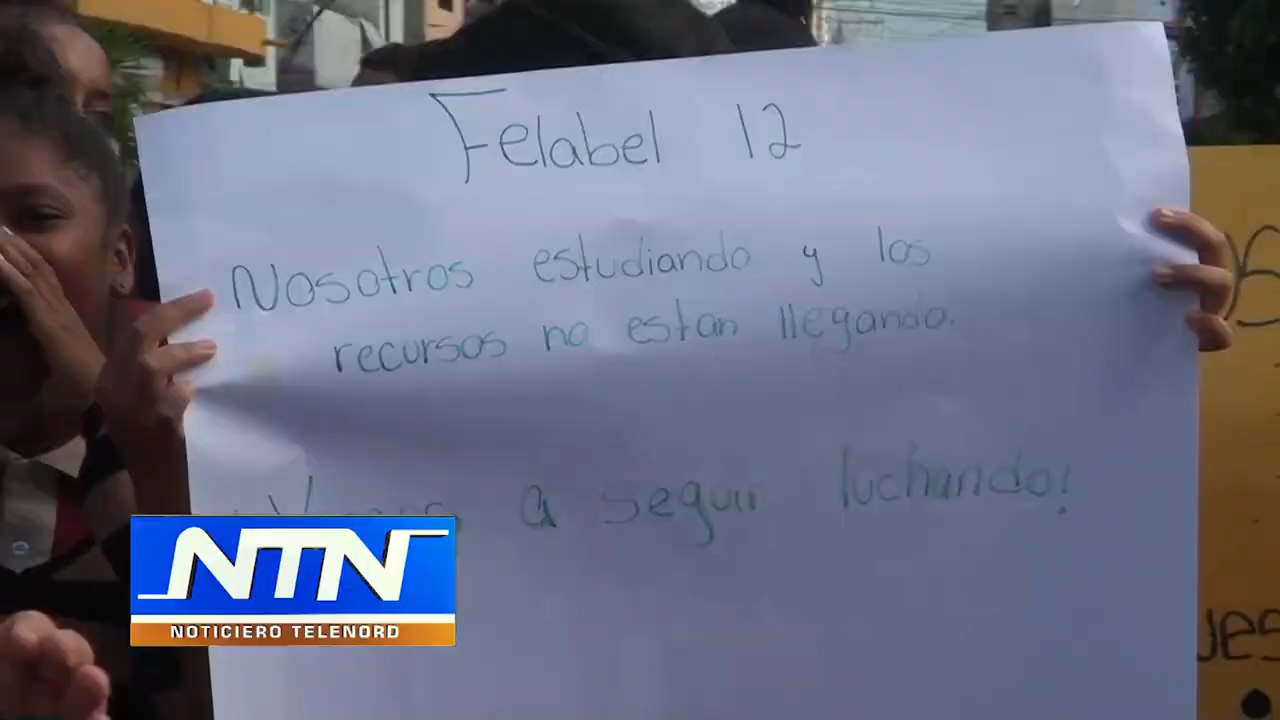 Felabel 12
Nosotros estudiando y los
recursos no estan llegando.
a seguir luchando!
NTN
NOTICIERO TELENORD